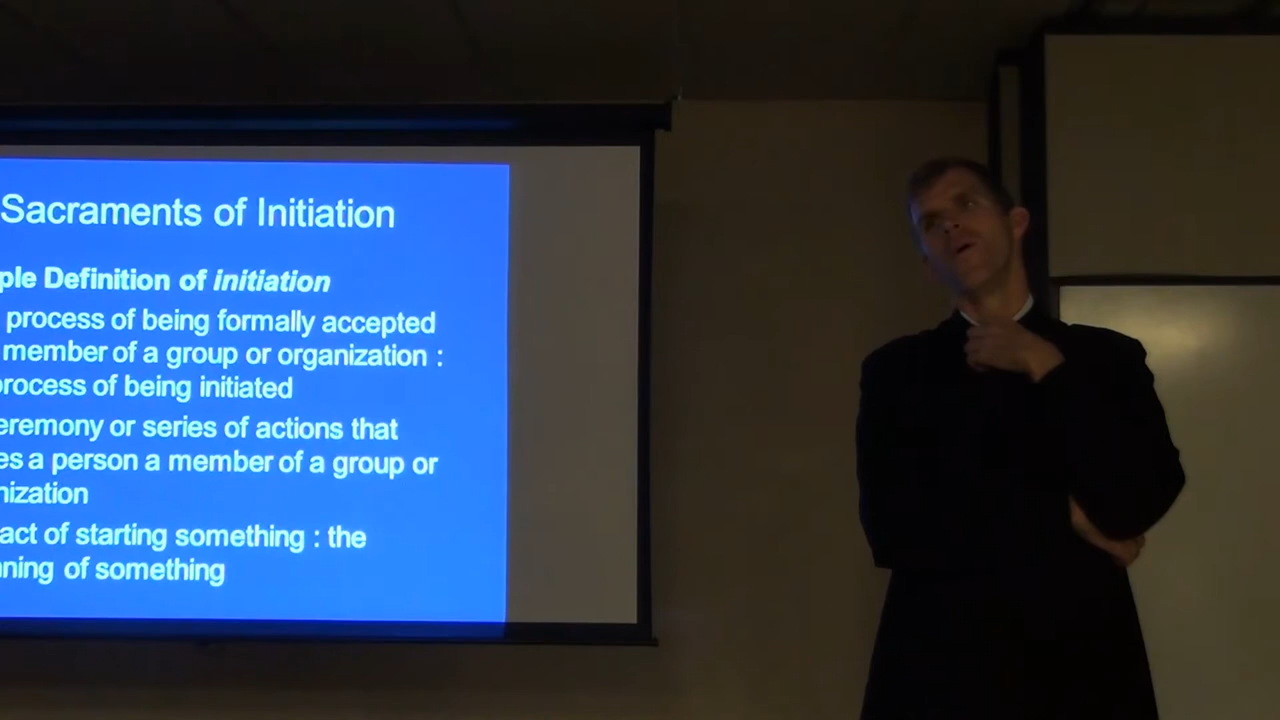 Sacraments of Initiation
ple Definition of initiation
process of being formally accepted
member of a group or organization :
process of being initiated
eremony or series of actions that
es a person a member of a group or
nization
act of starting something : the
nning of something